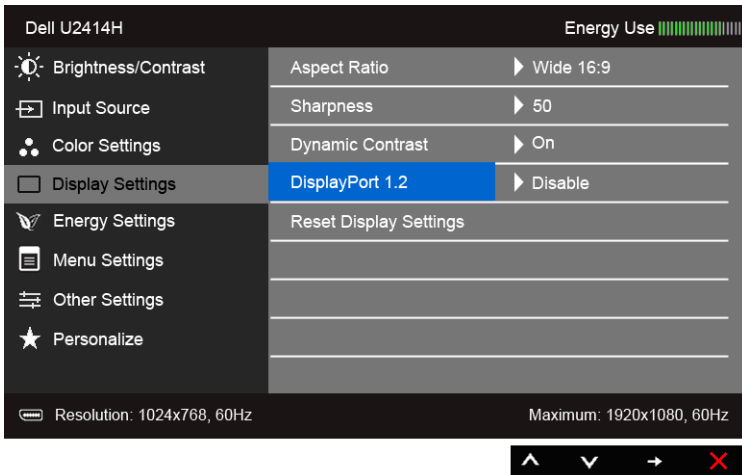 Dell U2414H
Energy Use
Brightness/Contrast
Aspect Ratio
Wide 16:9
Input Source
Sharpness
50
Color Settings
Dynamic Contrast
On
Display Settings
DisplayPort 1.2
Disable
Energy Settings
Reset Display Settings
Menu Settings
Other Settings
Personalize
Resolution: 1024x768, 60Hz
Maximum: 1920x1080, 60Hz